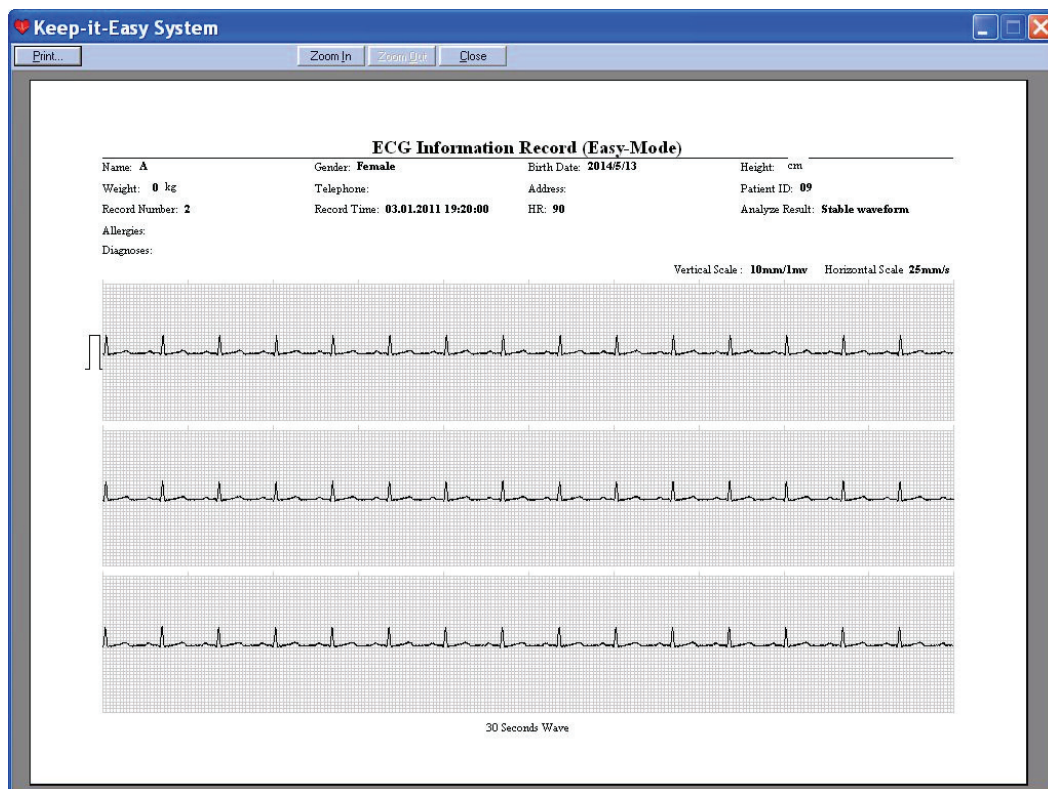 Keep-it-Easy System
Print... Zoom In Zoom Out Close
ECG Information Record (Easy-Mode)
Name: A Gender: Female Birth Date: 2014/5/13 Height: cm
Weight: 0 kg Telephone: Address: Patient ID: 09
Record Number: 2 Record Time: 03.01.2011 19:20:00 HR: 90 Analyze Result: Stable waveform
Allergies:
Diagnoses:
Vertical Scale : 10mm/1mv Horizontal Scale 25mm/s
30 Seconds Wave